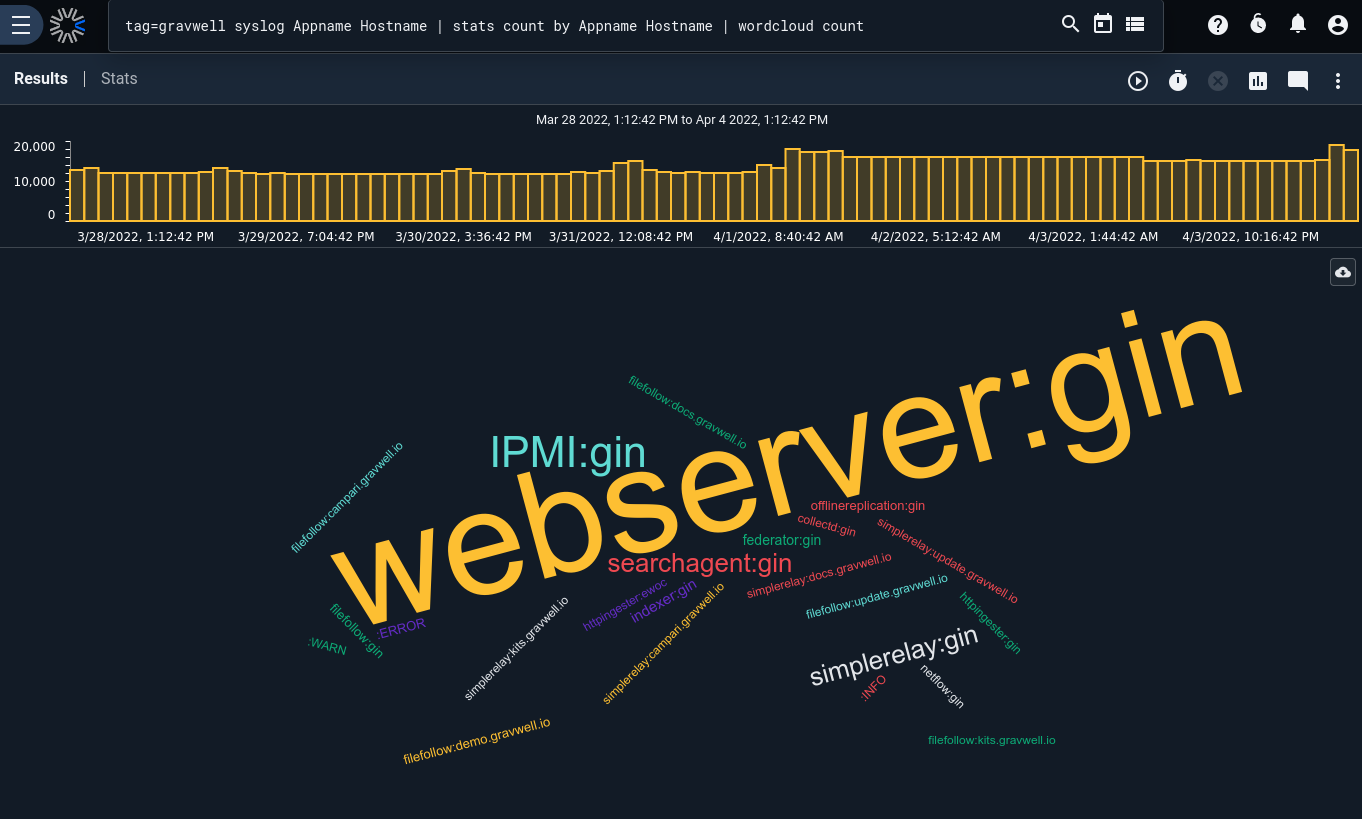 tag=gravwell syslog Appname Hostname | stats count by Appname Hostname | wordcloud count
Results | Stats
Mar 28 2022, 1:12:42 PM to Apr 4 2022, 1:12:42 PM
20,000
10,000
0
3/28/2022, 1:12:42 PM 3/29/2022, 7:04:42 PM 3/30/2022, 3:36:42 PM 3/31/2022, 12:08:42 PM 4/1/2022, 8:40:42 AM 4/2/2022, 5:12:42 AM 4/3/2022, 1:44:42 AM 4/3/2022, 10:16:42 PM
webserver:gin
filefollow:docs.gravwell.io
IPMI:gin
filefollow:campari.gravwell.io
offlinereplication:gin
collectd:gin
simplerelay:update.gravwell.io
federator:gin
searchagent:gin
simplerelay:docs.gravwell.io
httpingester:ewoc
indexer:gin
filefollow:update.gravwell.io
httpingester:gin
filefollow:gin
:ERROR
:WARN
simplerelay:kits.gravwell.io
simplerelay:campari.gravwell.io
simplerelay:gin
:INFO
netflow:gin
filefollow:demo.gravwell.io
filefollow:kits.gravwell.io